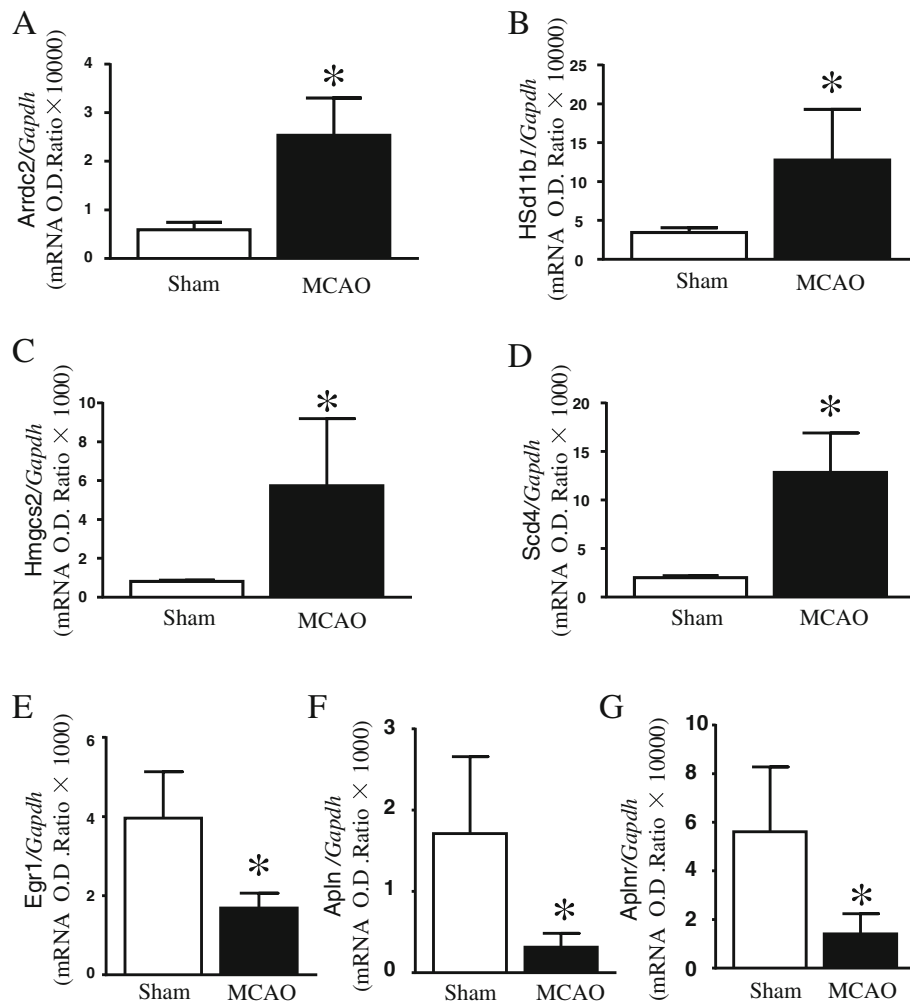 A
Arrdc2/Gapdh
(mRNA O.D.Ratio × 10000)
4
3
2
1
0
*
Sham
MCAO
B
HSd11b1/Gapdh
(mRNA O.D. Ratio × 10000)
25
20
15
10
5
0
*
Sham
MCAO
C
Hmgcs2/Gapdh
(mRNA O.D. Ratio × 1000)
10
8
6
4
2
0
*
Sham
MCAO
D
Scd4/Gapdh
(mRNA O.D. Ratio × 1000)
20
15
10
5
0
*
Sham
MCAO
E
Egr1/Gapdh
(mRNA O.D .Ratio × 1000)
6
4
2
0
*
Sham
MCAO
F
Apln /Gapdh
(mRNA O.D .Ratio × 1000)
3
2
1
0
*
Sham
MCAO
G
Aplnr/Gapdh
(mRNA O.D .Ratio × 10000)
10
8
6
4
2
0
*
Sham
MCAO